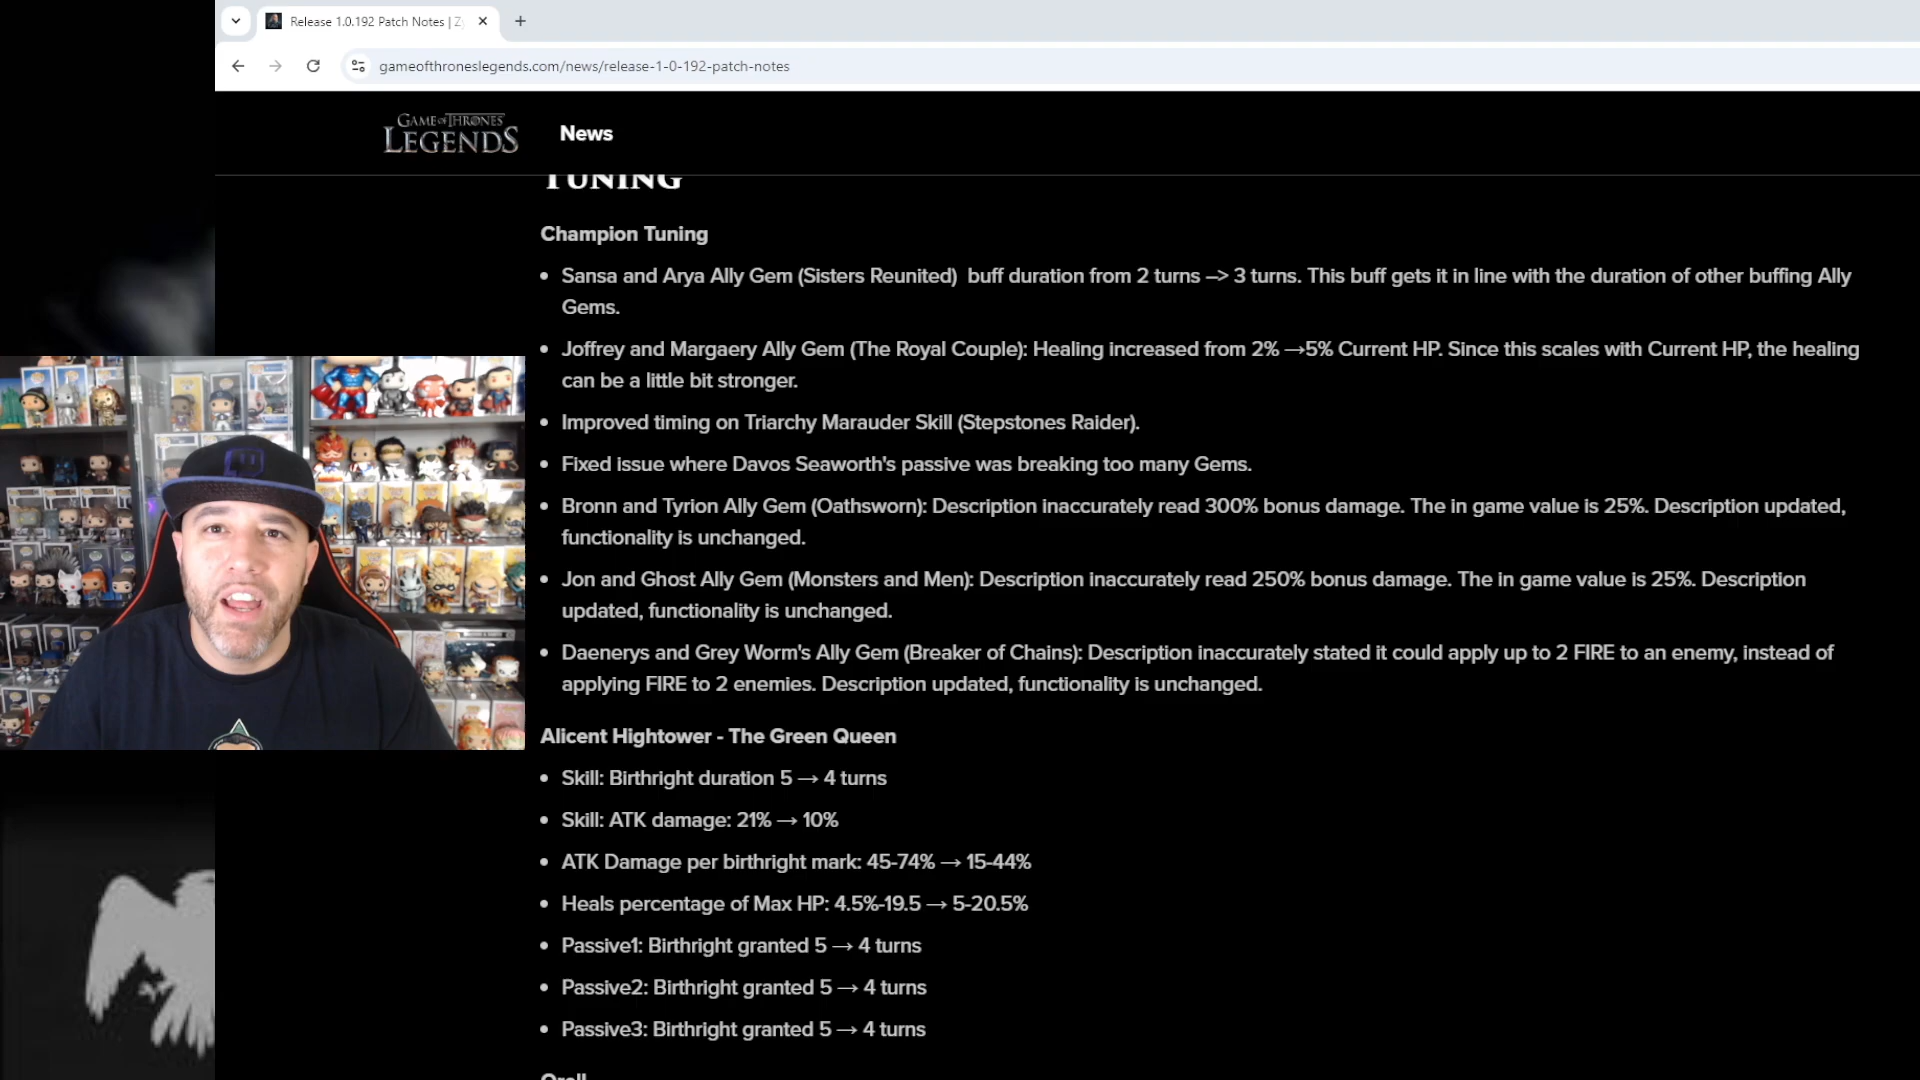 Release 1.0.192 Patch Notes | Zy
gameofthroneslegends.com/news/release-1-0-192-patch-notes
GAME OF THRONES
LEGENDS
News
TUNING
Champion Tuning
• Sansa and Arya Ally Gem (Sisters Reunited)  buff duration from 2 turns –> 3 turns. This buff gets it in line with the duration of other buffing Ally
Gems.
• Joffrey and Margaery Ally Gem (The Royal Couple): Healing increased from 2% →5% Current HP. Since this scales with Current HP, the healing
can be a little bit stronger.
• Improved timing on Triarchy Marauder Skill (Stepstones Raider).
• Fixed issue where Davos Seaworth's passive was breaking too many Gems.
• Bronn and Tyrion Ally Gem (Oathsworn): Description inaccurately read 300% bonus damage. The in game value is 25%. Description updated,
functionality is unchanged.
• Jon and Ghost Ally Gem (Monsters and Men): Description inaccurately read 250% bonus damage. The in game value is 25%. Description
updated, functionality is unchanged.
• Daenerys and Grey Worm's Ally Gem (Breaker of Chains): Description inaccurately stated it could apply up to 2 FIRE to an enemy, instead of
applying FIRE to 2 enemies. Description updated, functionality is unchanged.
Alicent Hightower - The Green Queen
• Skill: Birthright duration 5 → 4 turns
• Skill: ATK damage: 21% → 10%
• ATK Damage per birthright mark: 45-74% → 15-44%
• Heals percentage of Max HP: 4.5%-19.5 → 5-20.5%
• Passive1: Birthright granted 5 → 4 turns
• Passive2: Birthright granted 5 → 4 turns
• Passive3: Birthright granted 5 → 4 turns